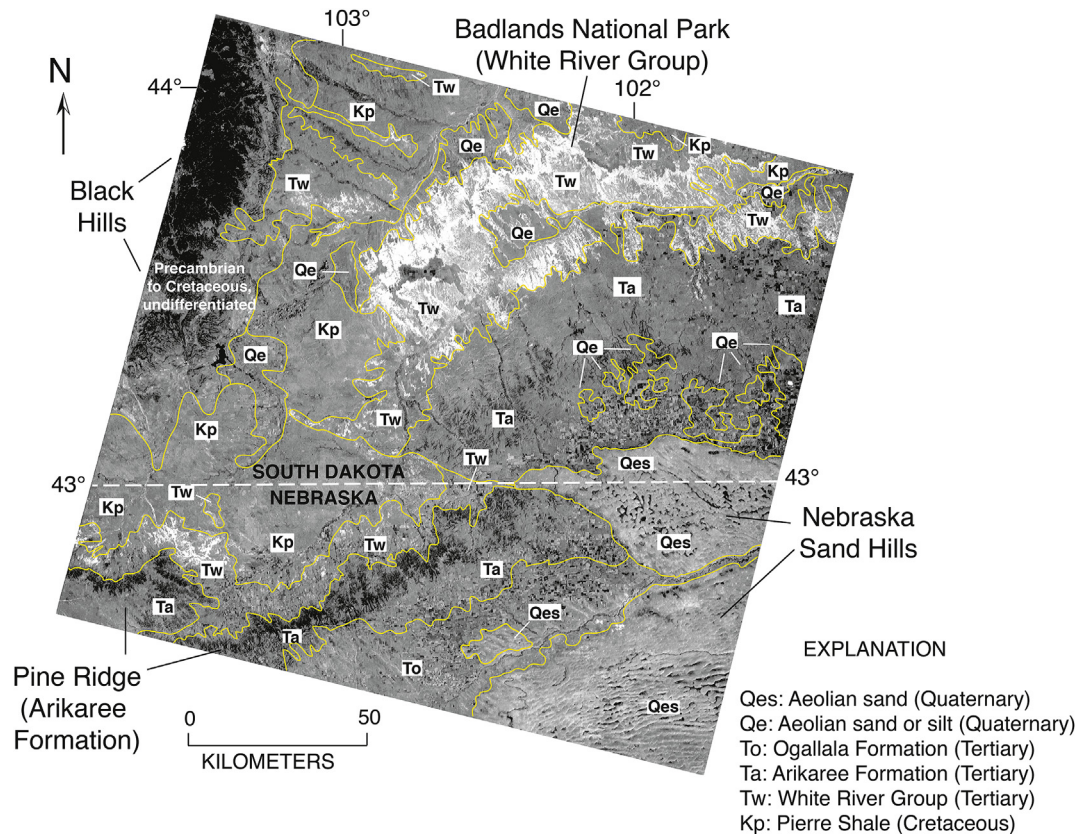 103°
Badlands National Park
(White River Group)
N
44°
Tw
102°
Kp
Qe
Qe
Tw
Kp
Kp
Black
Hills
Tw
Tw
Qe
Tw
Qe
Precambrian
to Cretaceous,
undifferentiated
Qe
Ta
Tw
Ta
Kp
Qe
Qe
Qe
Tw
Ta
Kp
Tw
Qes
SOUTH DAKOTA
43°
43°
NEBRASKA
Tw
Kp
Nebraska
Sand Hills
Kp
Tw
Qes
Tw
Ta
Ta
Qes
Ta
To
EXPLANATION
Pine Ridge
(Arikaree
Formation)
Qes
0
50
KILOMETERS
Qes: Aeolian sand (Quaternary)
Qe: Aeolian sand or silt (Quaternary)
To: Ogallala Formation (Tertiary)
Ta: Arikaree Formation (Tertiary)
Tw: White River Group (Tertiary)
Kp: Pierre Shale (Cretaceous)